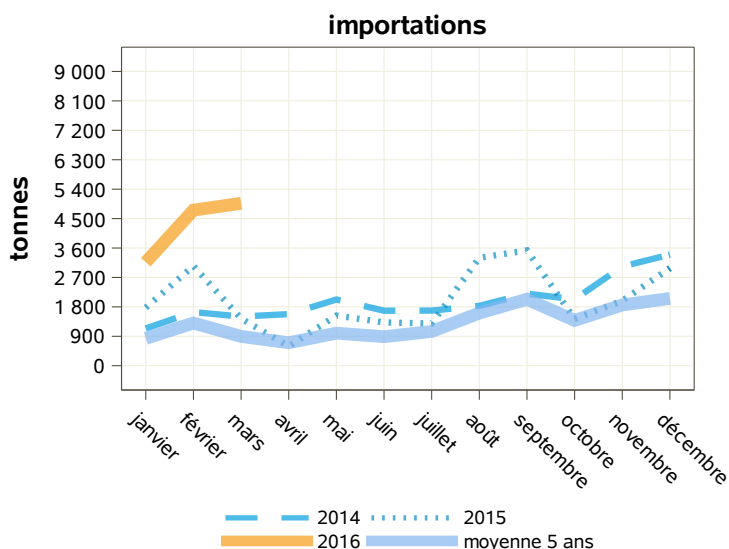 importations
tonnes
9 000
8 100
7 200
6 300
5 400
4 500
3 600
2 700
1 800
900
0
janvier
février
mars
avril
mai
juin
juillet
août
septembre
octobre
novembre
décembre
2014
2015
2016
moyenne 5 ans